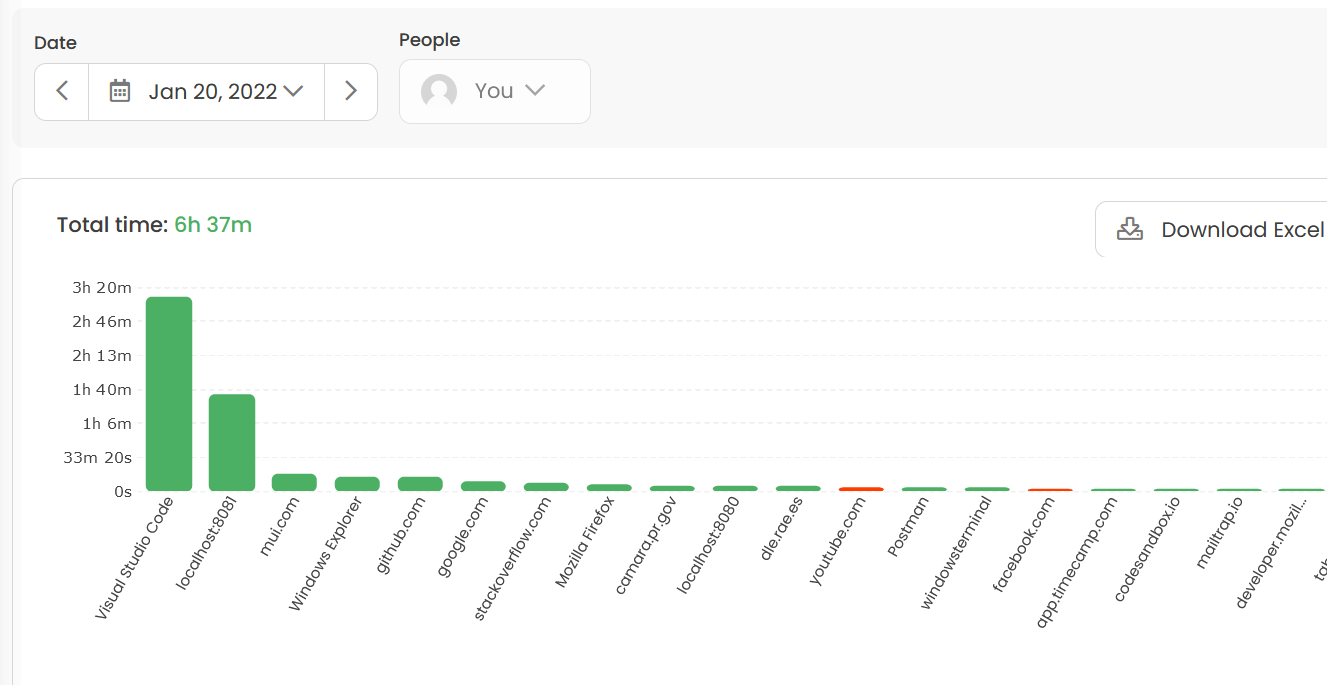 Date
People
Jan 20, 2022
You
Total time: 6h 37m
Download Excel
3h 20m
2h 46m
2h 13m
1h 40m
1h 6m
33m 20s
0s
Visual Studio Code
localhost:8081
mui.com
Windows Explorer
github.com
google.com
stackoverflow.com
Mozilla Firefox
camara.pr.gov
localhost:8080
dle.rae.es
youtube.com
Postman
windowsterminal
facebook.com
app.timecamp.com
codesandbox.io
mailtrap.io
developer.mozil...